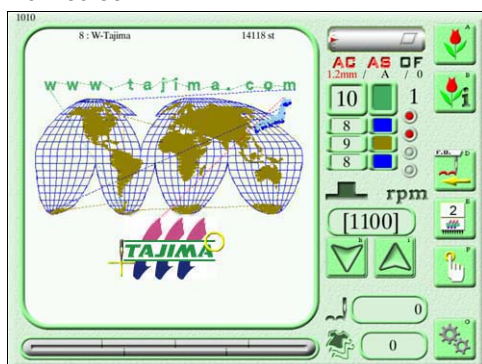 1010
8 : W-Tajima 14118 st
www.tajima.com
TAJIMA
AC AS OF
1.2mm / A / 0
10 1
8
9
8
rpm
[1100]
0
0
A
B
i
r.u.
D
2
E
F
h
i
O